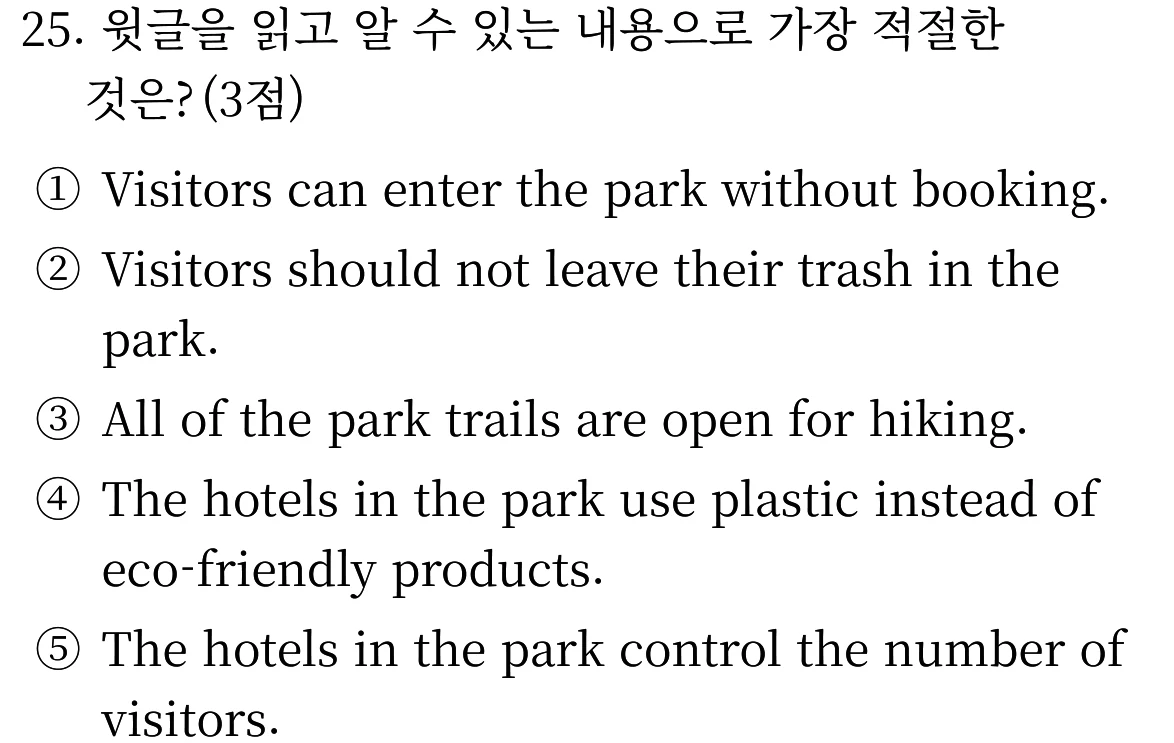 25. 윗글을 읽고 알 수 있는 내용으로 가장 적절한
것은? (3점)
① Visitors can enter the park without booking.
② Visitors should not leave their trash in the
park.
③ All of the park trails are open for hiking.
④ The hotels in the park use plastic instead of
eco-friendly products.
⑤ The hotels in the park control the number of
visitors.